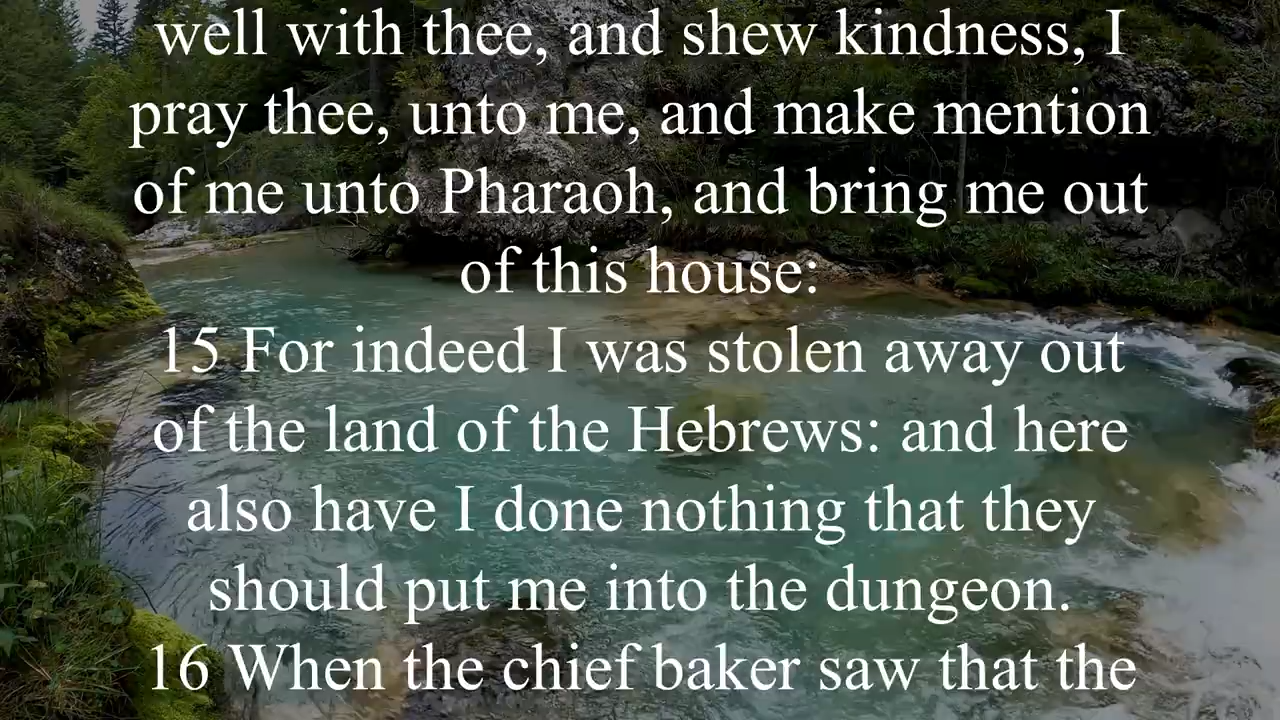 well with thee, and shew kindness, I
pray thee, unto me, and make mention
of me unto Pharaoh, and bring me out
of this house:
15 For indeed I was stolen away out
of the land of the Hebrews: and here
also have I done nothing that they
should put me into the dungeon.
16 When the chief baker saw that the